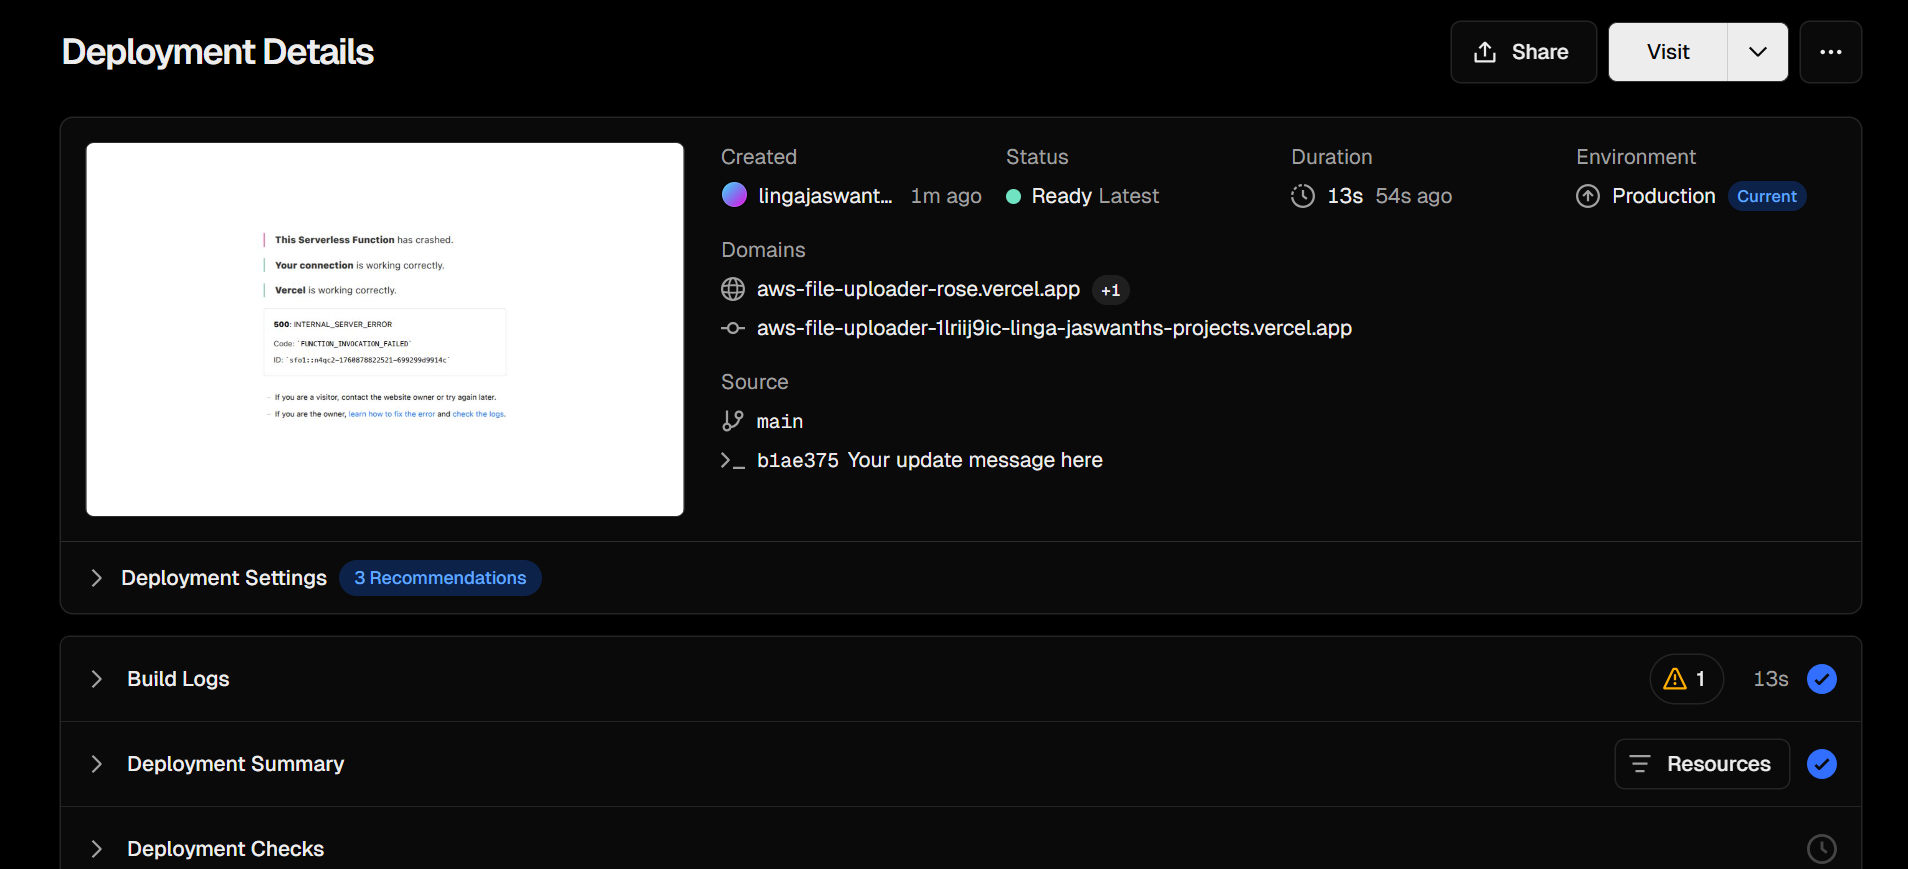 Deployment Details
Share
Visit
This Serverless Function has crashed.
Your connection is working correctly.
Vercel is working correctly.
500: INTERNAL_SERVER_ERROR
Code: `FUNCTION_INVOCATION_FAILED`
ID: `sfo1::n4qc2-1760878822521-699299d9914c`
If you are a visitor, contact the website owner or try again later.
If you are the owner, learn how to fix the error and check the logs.
Created
lingajaswant... 1m ago
Status
Ready Latest
Duration
13s 54s ago
Environment
Production Current
Domains
aws-file-uploader-rose.vercel.app +1
aws-file-uploader-1lriij9ic-linga-jaswanths-projects.vercel.app
Source
main
b1ae375 Your update message here
Deployment Settings 3 Recommendations
Build Logs 1 13s
Deployment Summary Resources
Deployment Checks